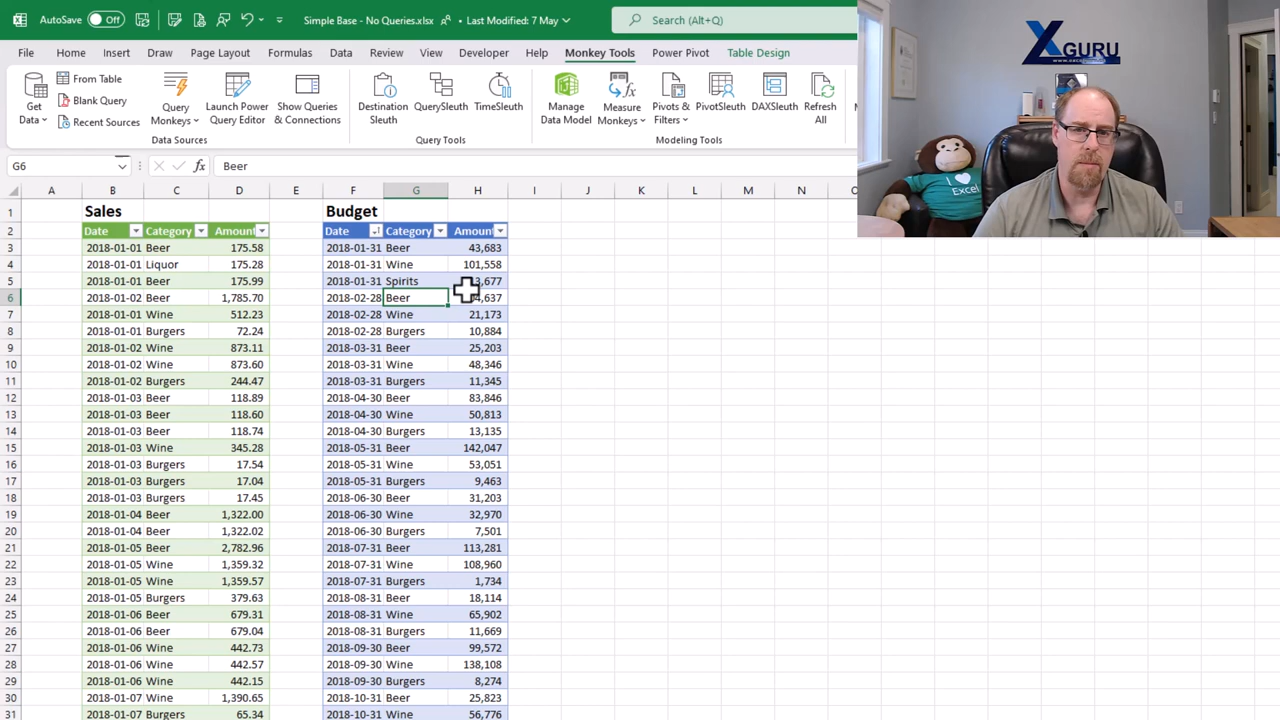 AutoSave Off Simple Base - No Queries.xlsx • Last Modified: 7 May Search (Alt+Q)
File Home Insert Draw Page Layout Formulas Data Review View Developer Help Monkey Tools Power Pivot Table Design
Get Data
From Table
Blank Query
Recent Sources
Query Monkeys
Launch Power Query Editor
Show Queries & Connections
Data Sources
Destination Sleuth
QuerySleuth
TimeSleuth
Query Tools
Manage Data Model
Measure Monkeys
Pivots & Filters
PivotSleuth
DAXSleuth
Refresh All
Modeling Tools
XGURU
I ♥ Excel
G6 fx Beer
A B C D E F G H I J K L M N O
1 Sales Budget
2 Date Category Amount Date Category Amount
3 2018-01-01 Beer 175.58 2018-01-31 Beer 43,683
4 2018-01-01 Liquor 175.28 2018-01-31 Wine 101,558
5 2018-01-01 Beer 175.99 2018-01-31 Spirits
6 2018-01-02 Beer 1,785.70 2018-02-28 Beer
7 2018-01-01 Wine 512.23 2018-02-28 Wine 21,173
8 2018-01-01 Burgers 72.24 2018-02-28 Burgers 10,884
9 2018-01-02 Wine 873.11 2018-03-31 Beer 25,203
10 2018-01-02 Wine 873.60 2018-03-31 Wine 48,346
11 2018-01-02 Burgers 244.47 2018-03-31 Burgers 11,345
12 2018-01-03 Beer 118.89 2018-04-30 Beer 83,846
13 2018-01-03 Beer 118.60 2018-04-30 Wine 50,813
14 2018-01-03 Beer 118.74 2018-04-30 Burgers 13,135
15 2018-01-03 Wine 345.28 2018-05-31 Beer 142,047
16 2018-01-03 Burgers 17.54 2018-05-31 Wine 53,051
17 2018-01-03 Burgers 17.04 2018-05-31 Burgers 9,463
18 2018-01-03 Burgers 17.45 2018-06-30 Beer 31,203
19 2018-01-04 Beer 1,322.00 2018-06-30 Wine 32,970
20 2018-01-04 Beer 1,322.02 2018-06-30 Burgers 7,501
21 2018-01-05 Beer 2,782.96 2018-07-31 Beer 113,281
22 2018-01-05 Wine 1,359.32 2018-07-31 Wine 108,960
23 2018-01-05 Wine 1,359.57 2018-07-31 Burgers 1,734
24 2018-01-05 Burgers 379.63 2018-08-31 Beer 18,114
25 2018-01-06 Beer 679.31 2018-08-31 Wine 65,902
26 2018-01-06 Beer 679.04 2018-08-31 Burgers 11,669
27 2018-01-06 Wine 442.73 2018-09-30 Beer 99,572
28 2018-01-06 Wine 442.57 2018-09-30 Wine 138,108
29 2018-01-06 Wine 442.15 2018-09-30 Burgers 8,274
30 2018-01-07 Wine 1,390.65 2018-10-31 Beer 25,823
31 2018-01-07 Burgers 65.34 2018-10-31 Wine 56,776